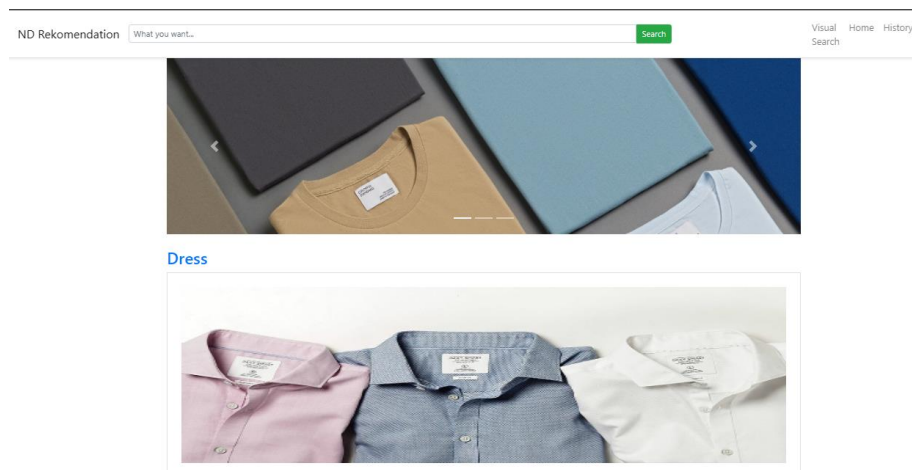 ND Rekomendation
What you want...
Search
Visual Search
Home
History
Dress